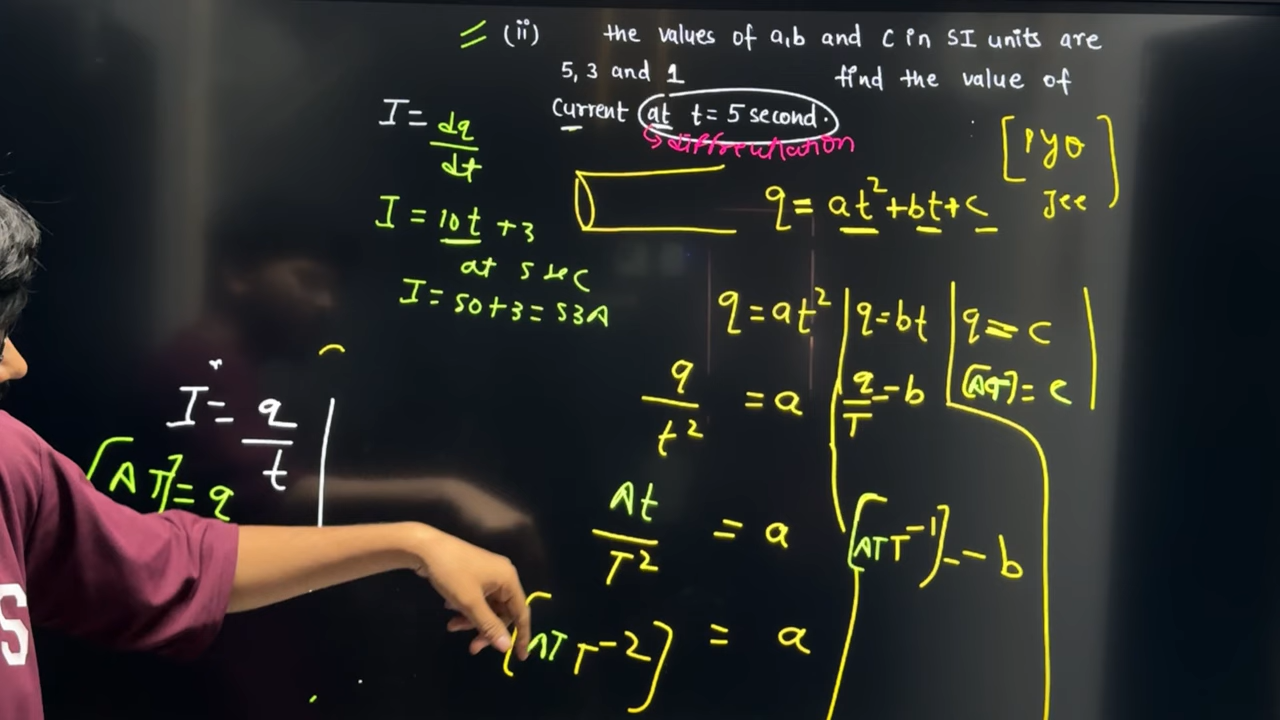 (ii) the values of a,b and c in SI units are
5, 3 and 1 find the value of
current at t = 5 second.
I = dq/dt
I = 10t + 3
at 5 sec
I = 50+3 = 53A
[PYQ Jee]
q = at²+bt+c
q = at² | q = bt | q = c
q/t² = a | q/T = b | [AT] = c
At/T² = a
[ATT⁻¹] = b
[AT T⁻²] = a
I = q/t
[AT] = q
S